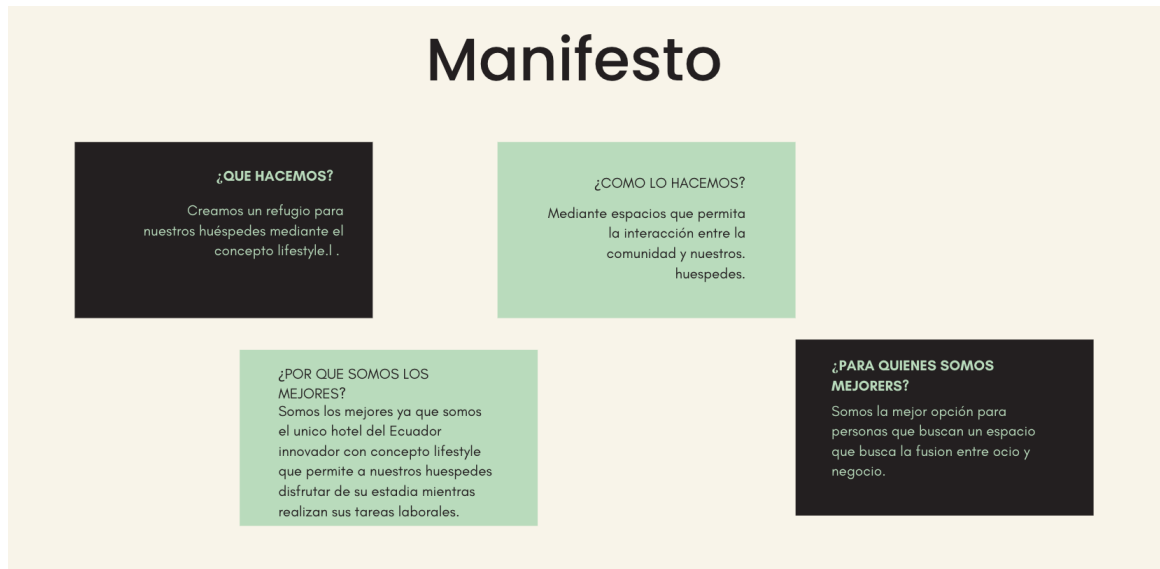 Manifesto
¿QUE HACEMOS?
Creamos un refugio para
nuestros huéspedes mediante el
concepto lifestyle.l .
¿COMO LO HACEMOS?
Mediante espacios que permita
la interacción entre la
comunidad y nuestros.
huespedes.
¿POR QUE SOMOS LOS
MEJORES?
Somos los mejores ya que somos
el unico hotel del Ecuador
innovador con concepto lifestyle
que permite a nuestros huespedes
disfrutar de su estadia mientras
realizan sus tareas laborales.
¿PARA QUIENES SOMOS
MEJORERS?
Somos la mejor opción para
personas que buscan un espacio
que busca la fusion entre ocio y
negocio.